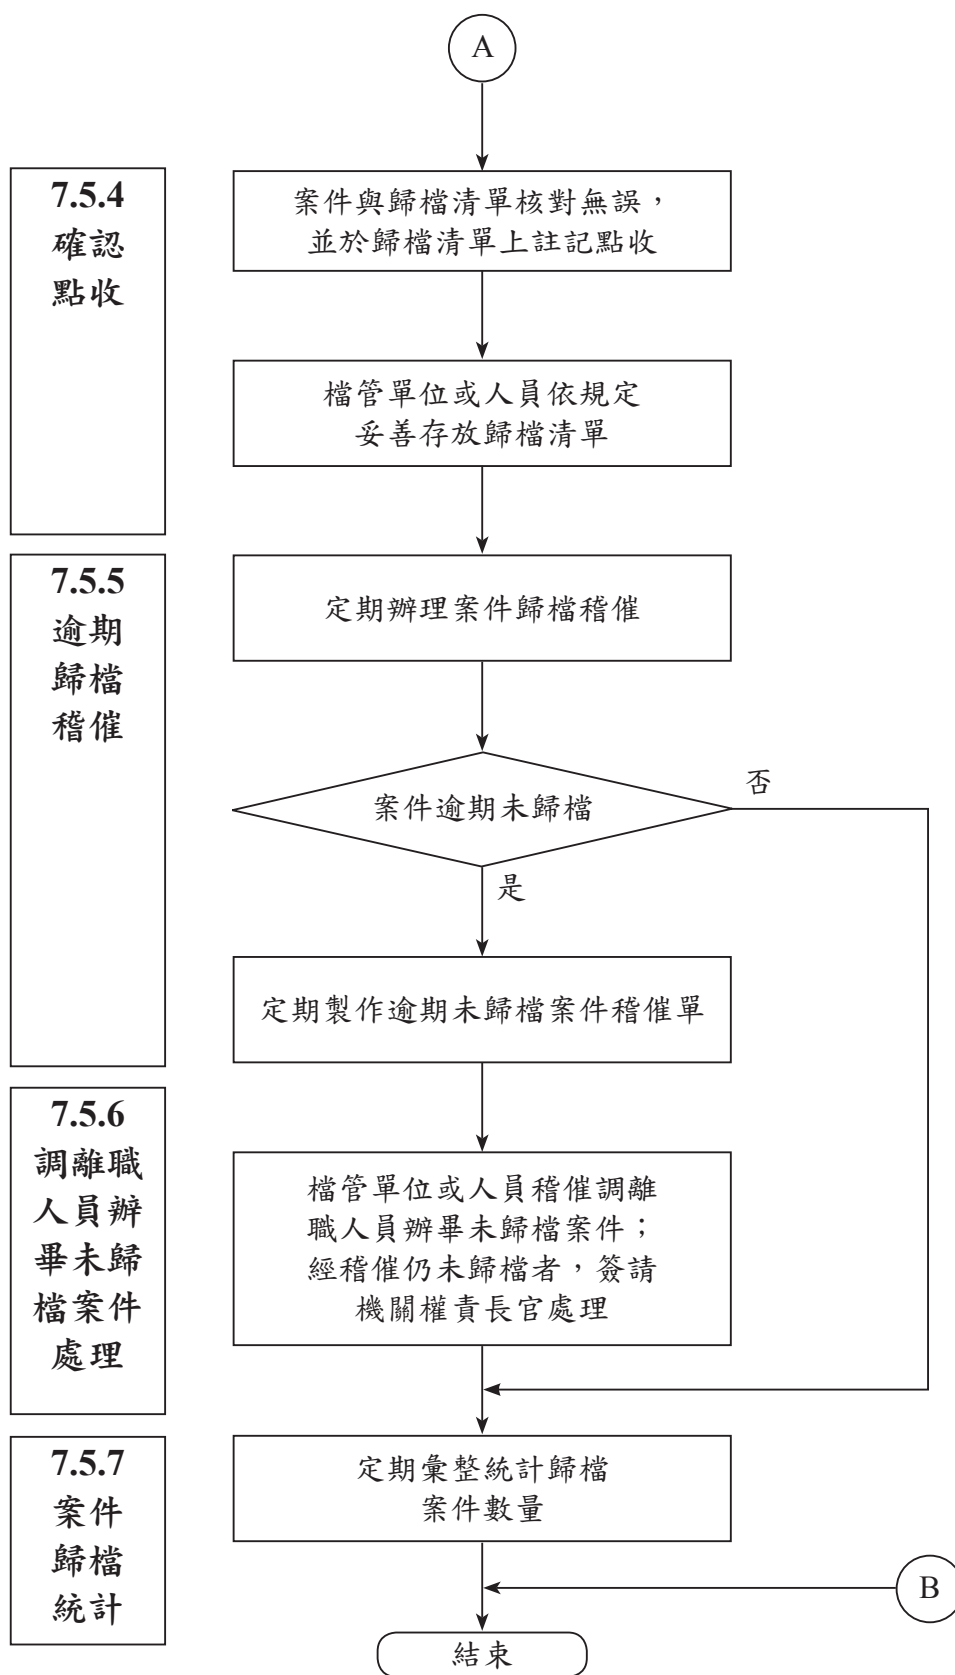 A
7.5.4
確認
點收
案件與歸檔清單核對無誤，
並於歸檔清單上註記點收
檔管單位或人員依規定
妥善存放歸檔清單
7.5.5
逾期
歸檔
稽催
定期辦理案件歸檔稽催
案件逾期未歸檔
否
是
定期製作逾期未歸檔案件稽催單
7.5.6
調離職
人員辦
畢未歸
檔案件
處理
檔管單位或人員稽催調離
職人員辦畢未歸檔案件；
經稽催仍未歸檔者，簽請
機關權責長官處理
7.5.7
案件
歸檔
統計
定期彙整統計歸檔
案件數量
B
結束